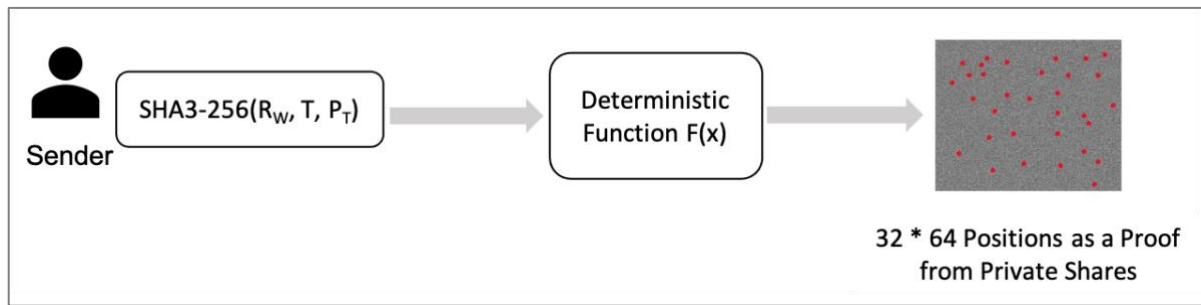 Sender
SHA3-256(R_W, T, P_T)
Deterministic
Function F(x)
32 * 64 Positions as a Proof
from Private Shares